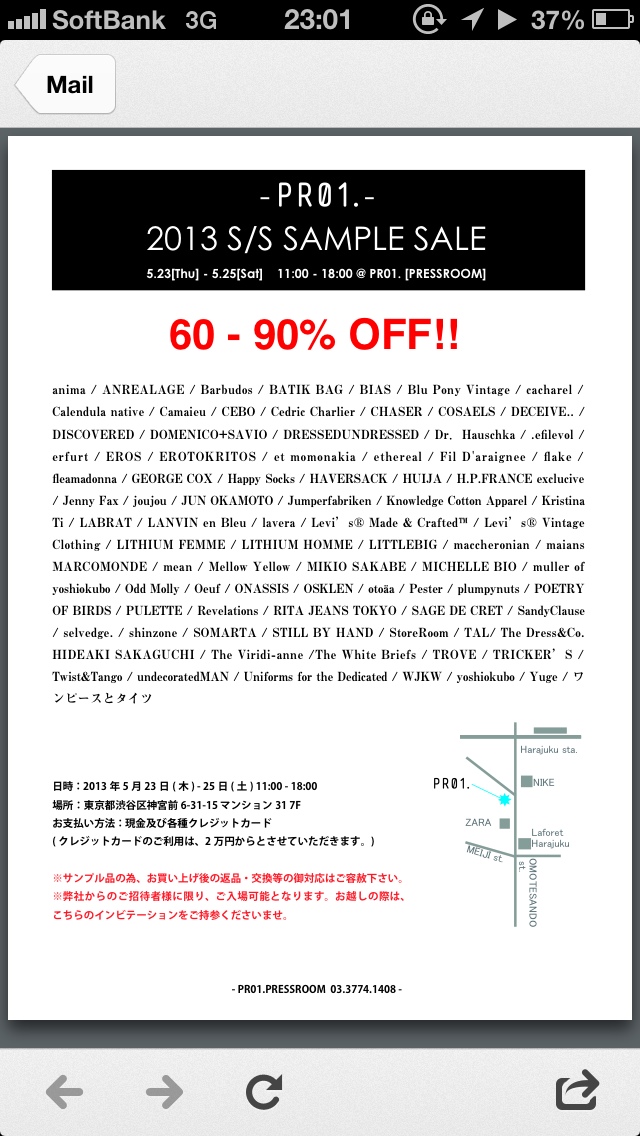 SoftBank 3G 23:01 37%
Mail
-PR01.-
2013 S/S SAMPLE SALE
5.23[Thu] - 5.25[Sat] 11:00 - 18:00 @ PR01. [PRESSROOM]
60 - 90% OFF!!
anima / ANREALAGE / Barbudos / BATIK BAG / BIAS / Blu Pony Vintage / cacharel /
Calendula native / Camaieu / CEBO / Cedric Charlier / CHASER / COSAELS / DECEIVE.. /
DISCOVERED / DOMENICO+SAVIO / DRESSEDUNDRESSED / Dr. Hauschka / .efilevol /
erfurt / EROS / EROTOKRITOS / et momonakia / ethereal / Fil D'araignee / flake /
fleamadonna / GEORGE COX / Happy Socks / HAVERSACK / HUIJA / H.P.FRANCE exclucive
/ Jenny Fax / joujou / JUN OKAMOTO / Jumperfabriken / Knowledge Cotton Apparel / Kristina
Ti / LABRAT / LANVIN en Bleu / lavera / Levi’s® Made & Crafted™ / Levi’s® Vintage
Clothing / LITHIUM FEMME / LITHIUM HOMME / LITTLEBIG / maccheronian / maians
MARCOMONDE / mean / Mellow Yellow / MIKIO SAKABE / MICHELLE BIO / muller of
yoshiokubo / Odd Molly / Oeuf / ONASSIS / OSKLEN / otoäa / Pester / plumpynuts / POETRY
OF BIRDS / PULETTE / Revelations / RITA JEANS TOKYO / SAGE DE CRET / SandyClause
/ selvedge. / shinzone / SOMARTA / STILL BY HAND / StoreRoom / TAL/ The Dress&Co.
HIDEAKI SAKAGUCHI / The Viridi-anne /The White Briefs / TROVE / TRICKER’S /
Twist&Tango / undecoratedMAN / Uniforms for the Dedicated / WJKW / yoshiokubo / Yuge / ワ
ンピースとタイツ
Harajuku sta.
PR01.
NIKE
ZARA
Laforet
Harajuku
MEIJI st.
OMOTESANDO
st.
日時：2013 年 5 月 23 日 ( 木 ) - 25 日 ( 土 ) 11:00 - 18:00
場所：東京都渋谷区神宮前 6-31-15 マンション 31 7F
お支払い方法：現金及び各種クレジットカード
( クレジットカードのご利用は、2 万円からとさせていただきます。)
※サンプル品の為、お買い上げ後の返品・交換等の御対応はご容赦下さい。
※弊社からのご招待者様に限り、ご入場可能となります。お越しの際は、
こちらのインビテーションをご持参くださいませ。
- PR01.PRESSROOM 03.3774.1408 -